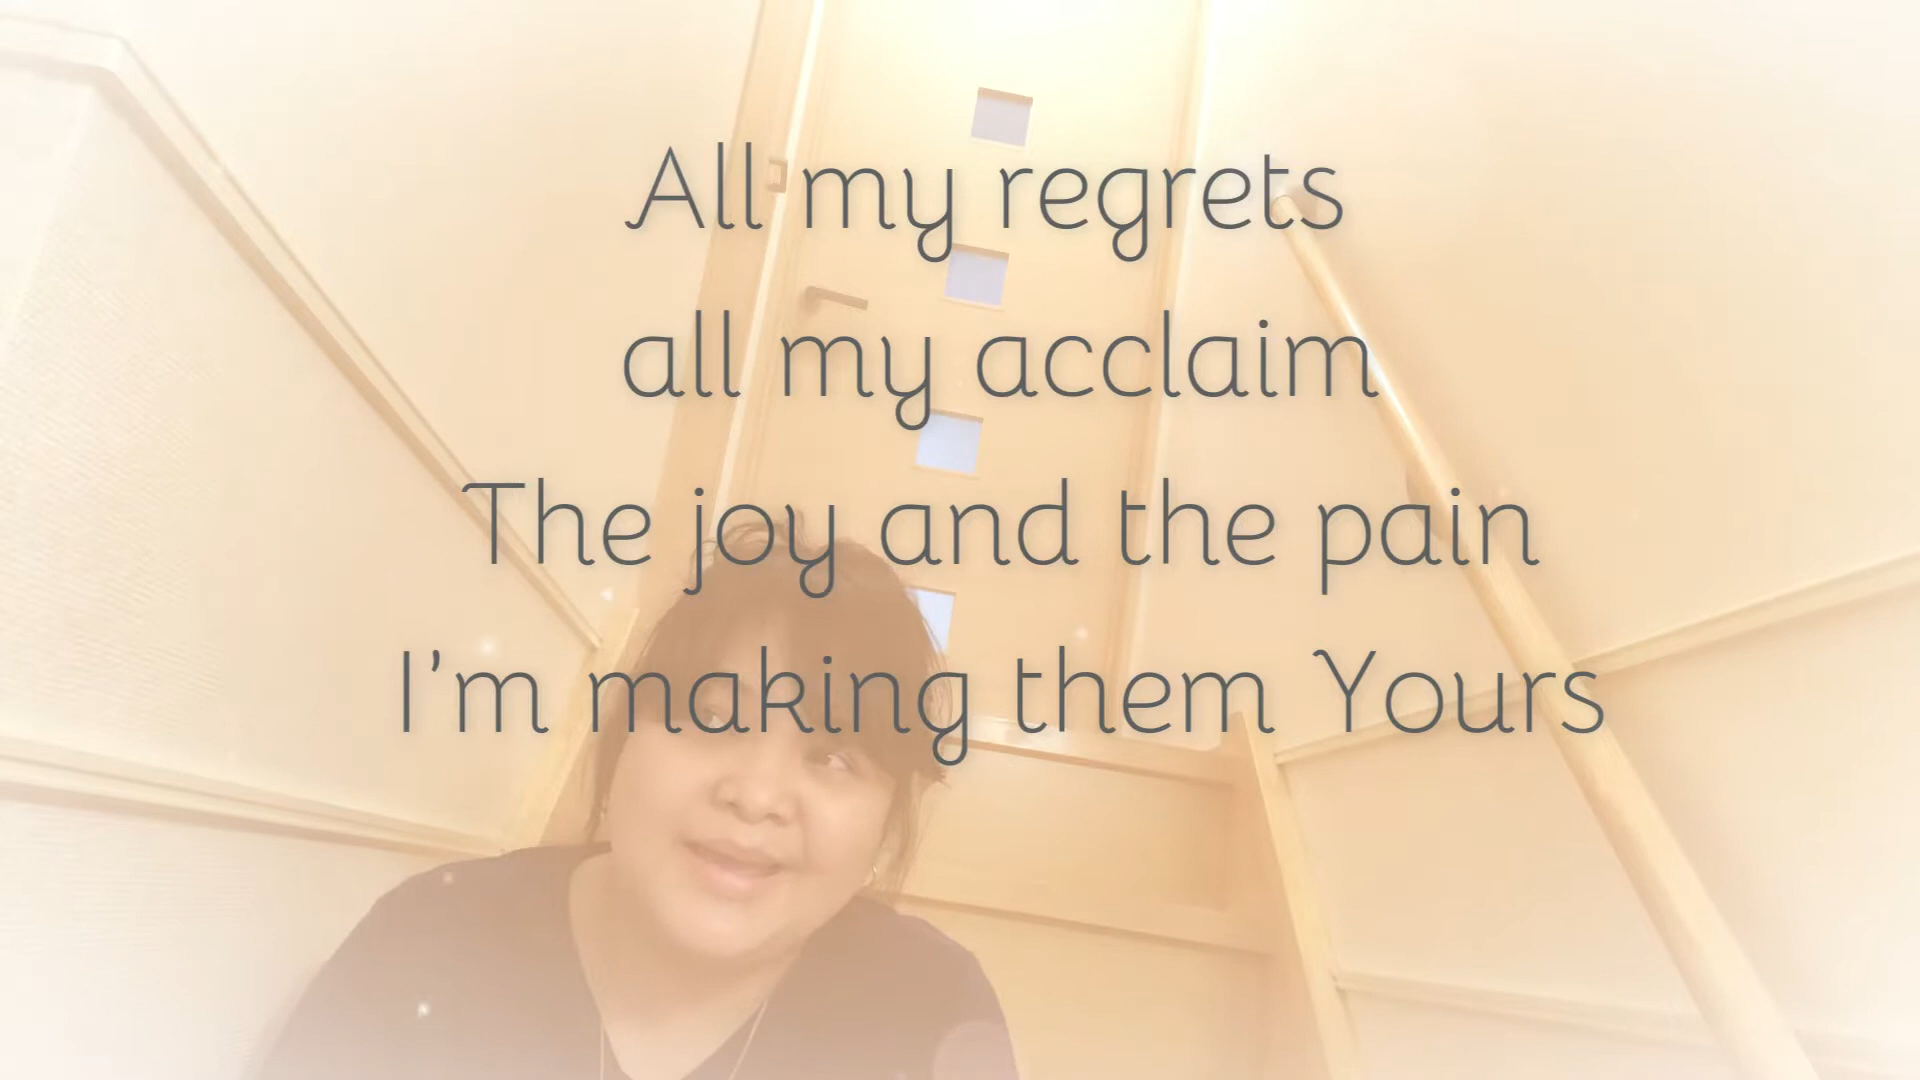 All my regrets
all my acclaim
The joy and the pain
I'm making them Yours